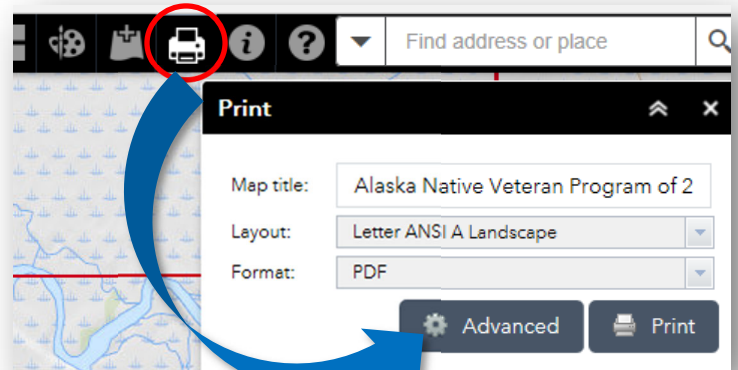 Find address or place
Print
Map title: Alaska Native Veteran Program of 2
Layout: Letter ANSI A Landscape
Format: PDF
Advanced Print